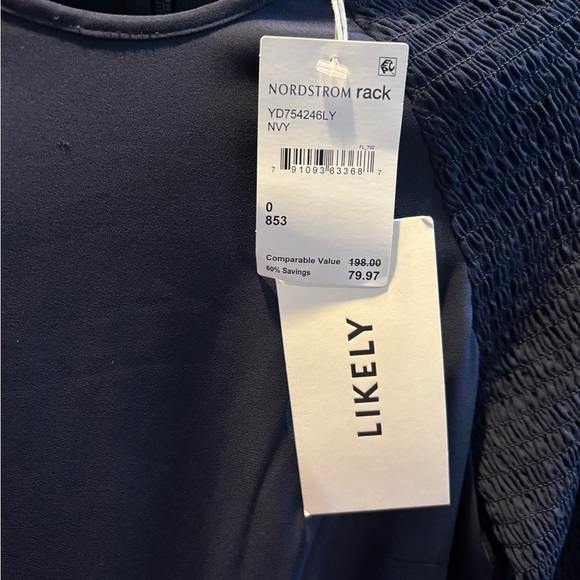 NORDSTROM rack
YD754246LY
NVY
FL_702
7 91093 63368 7
0
853
Comparable Value 198.00
60% Savings 79.97
LIKELY